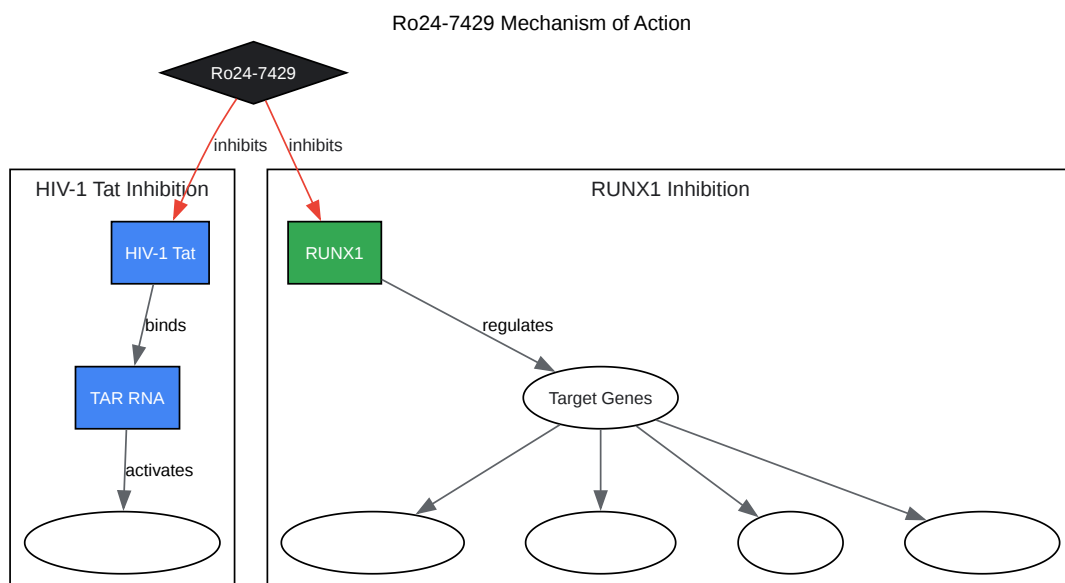 Ro24-7429 Mechanism of Action
Ro24-7429
inhibits
inhibits
HIV-1 Tat Inhibition
RUNX1 Inhibition
HIV-1 Tat
RUNX1
binds
regulates
TAR RNA
Target Genes
activates